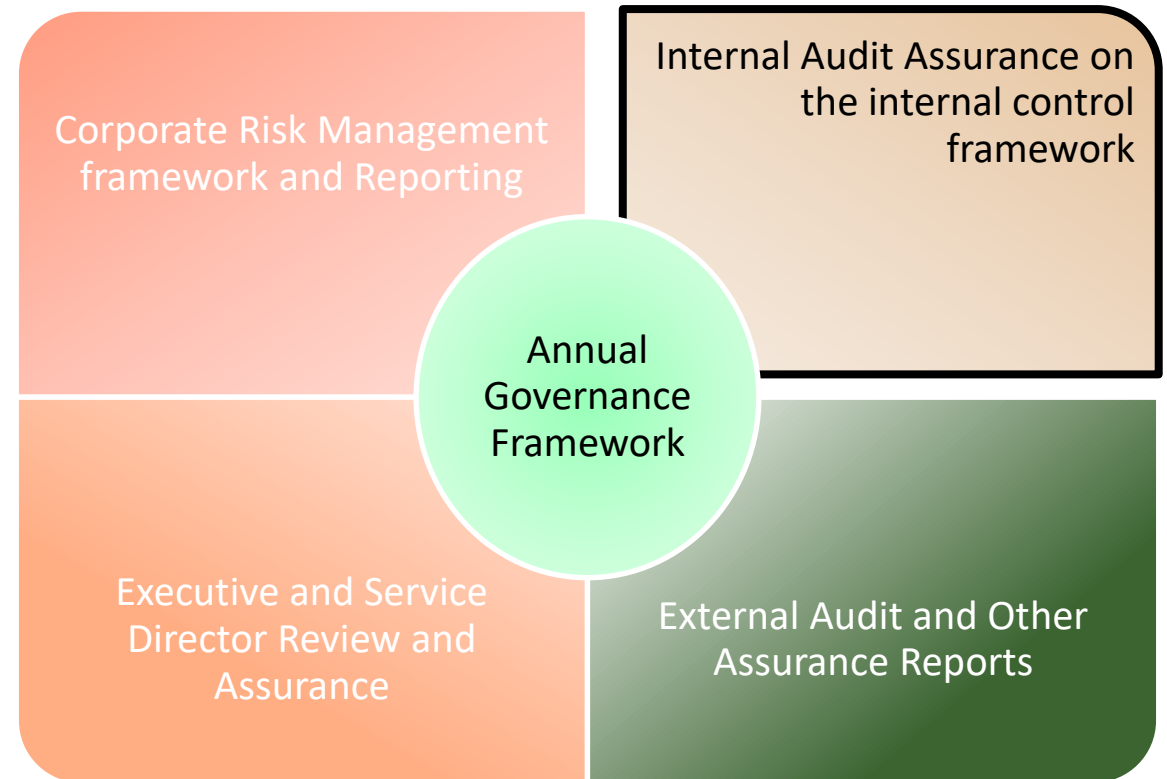 Corporate Risk Management
framework and Reporting
Internal Audit Assurance on
the internal control
framework
Annual
Governance
Framework
Executive and Service
Director Review and
Assurance
External Audit and Other
Assurance Reports